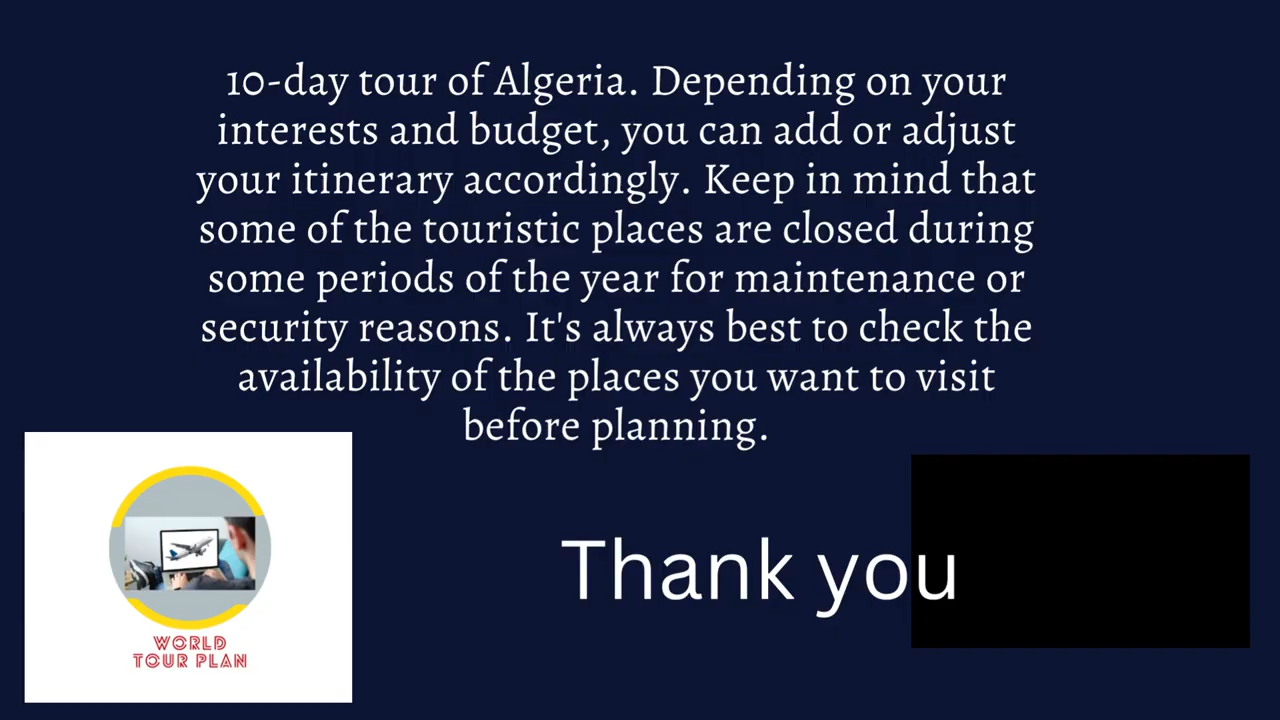 10-day tour of Algeria. Depending on your
interests and budget, you can add or adjust
your itinerary accordingly. Keep in mind that
some of the touristic places are closed during
some periods of the year for maintenance or
security reasons. It's always best to check the
availability of the places you want to visit
before planning.
Thank you
WORLD
TOUR PLAN